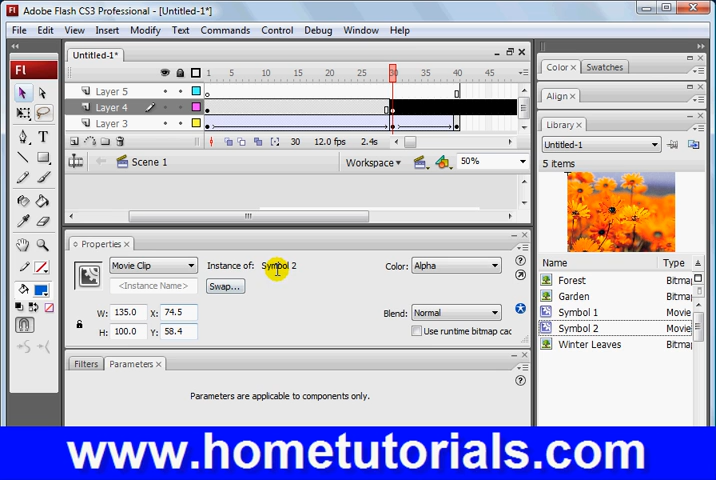 Adobe Flash CS3 Professional - [Untitled-1*]
File Edit View Insert Modify Text Commands Control Debug Window Help
Untitled-1*
1 5 10 15 20 25 30 35 40 45
Layer 5
Layer 4
Layer 3
30 12.0 fps 2.4s
Scene 1 Workspace 50%
Properties
Movie Clip Instance of: Symbol 2 Color: Alpha
<Instance Name> Swap...
W: 135.0 X: 74.5 Blend: Normal
H: 100.0 Y: 58.4 Use runtime bitmap cac
Filters Parameters
Parameters are applicable to components only.
Fl
T
Color Swatches
Align
Library
Untitled-1
5 items
Name Type
Forest Bitma
Garden Bitma
Symbol 1 Movie
Symbol 2 Movie
Winter Leaves Bitma
www.hometutorials.com